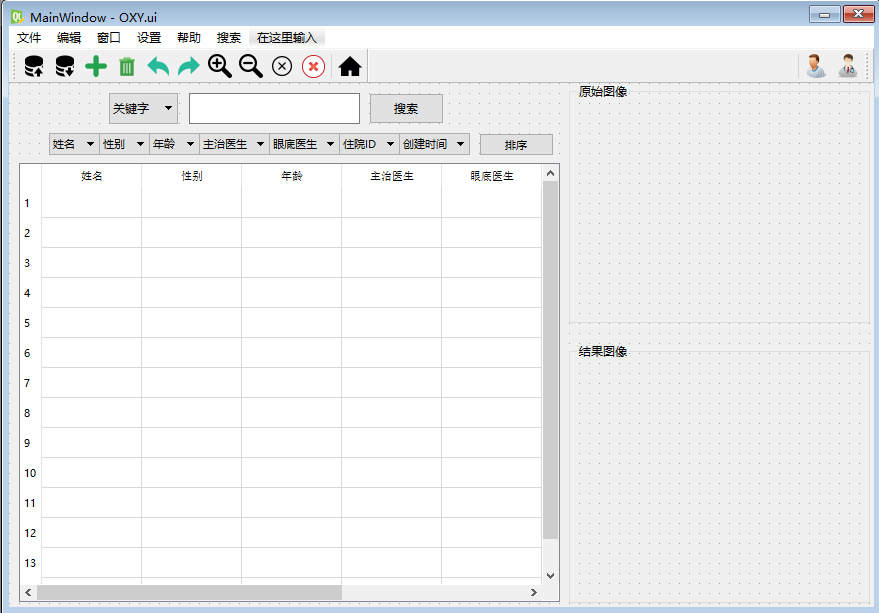 MainWindow - OXY.ui
文件 编辑 窗口 设置 帮助 搜索 在这里输入
关键字 搜索
姓名 性别 年龄 主治医生 眼底医生 住院ID 创建时间 排序
姓名 性别 年龄 主治医生 眼底医生
1
2
3
4
5
6
7
8
9
10
11
12
13
原始图像
结果图像